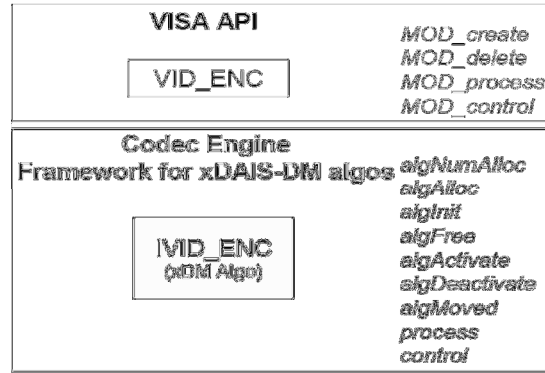 VISA API
VID_ENC
MOD_create
MOD_delete
MOD_process
MOD_control
Codec Engine
Framework for xDAIS-DM algos
IVID_ENC
(xDM Algo)
algNumAlloc
algAlloc
algInit
algFree
algActivate
algDeactivate
algMoved
process
control